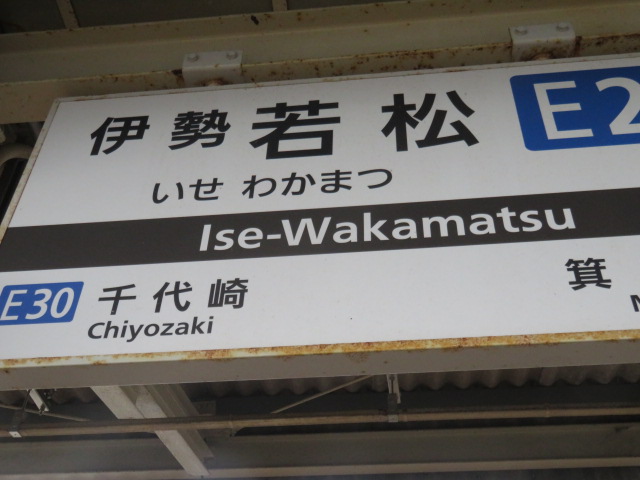 伊勢若松 E2
いせ わかまつ
Ise-Wakamatsu
E30 千代崎 箕
Chiyozaki